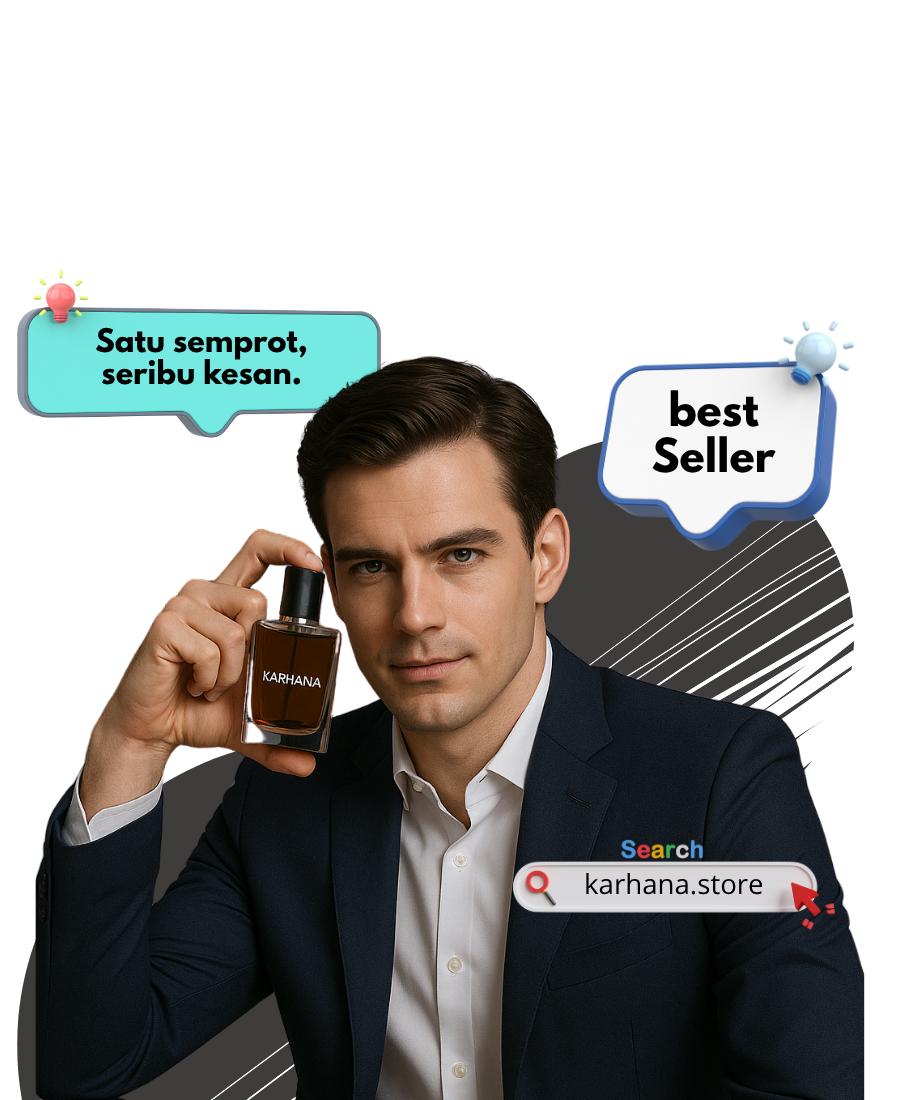 Satu semprot,
seribu kesan.
best
Seller
KARHANA
Search
karhana.store